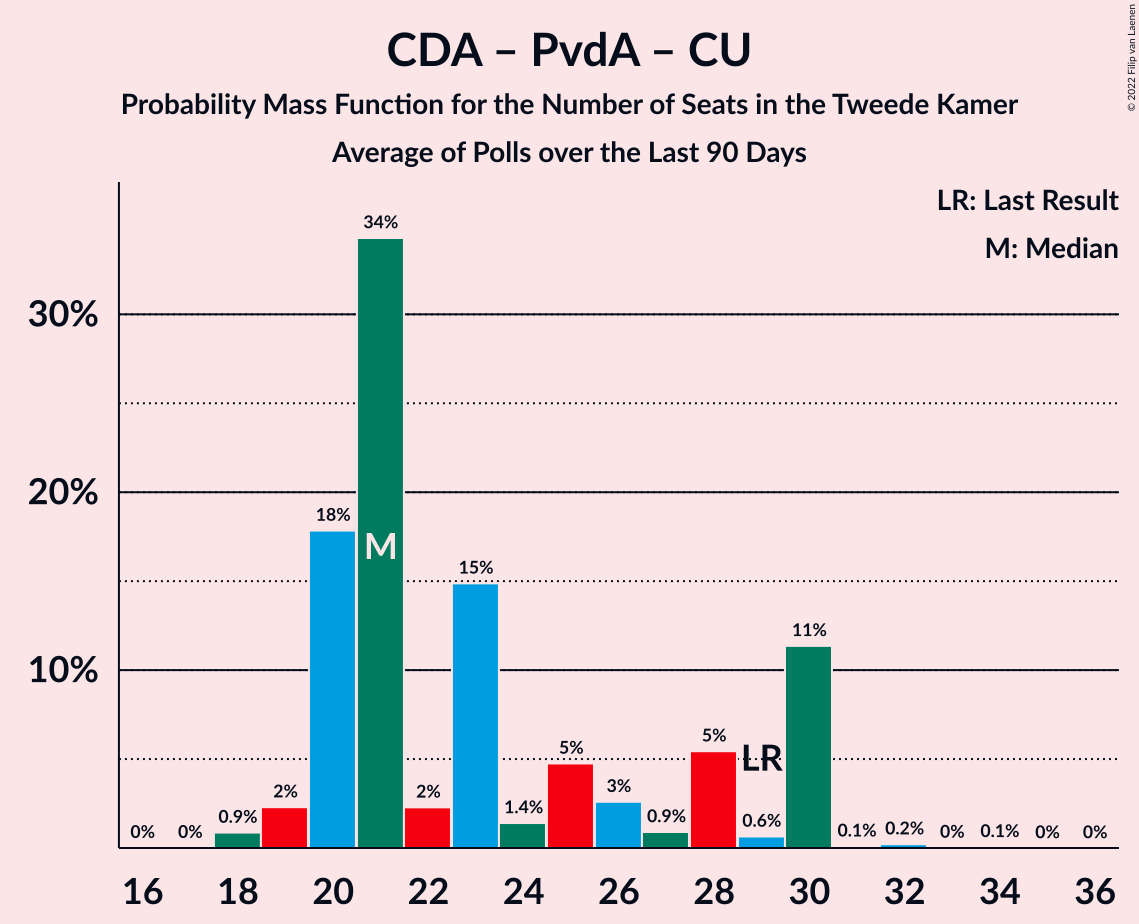 CDA – PvdA – CU
Probability Mass Function for the Number of Seats in the Tweede Kamer
Average of Polls over the Last 90 Days
© 2022 Filip van Laenen
LR: Last Result
M: Median
30%
20%
10%
0%
0%
0.9%
2%
18%
34%
M
2%
15%
1.4%
5%
3%
0.9%
5%
0.6%
LR
11%
0.1%
0.2%
0%
0.1%
0%
0%
16 18 20 22 24 26 28 30 32 34 36